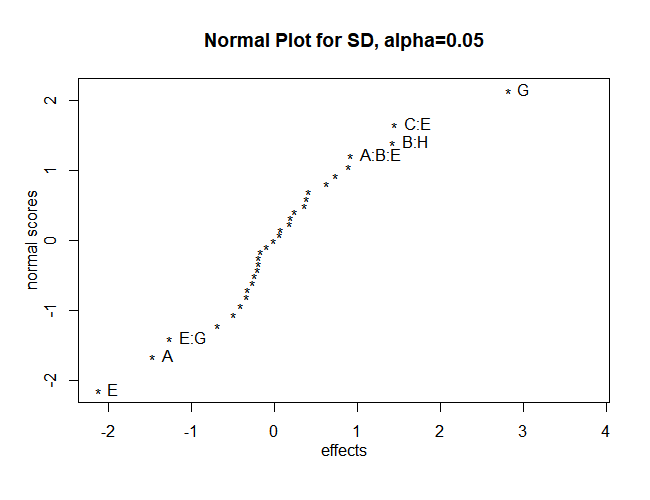 Normal Plot for SD, alpha=0.05
normal scores
2
1
0
-1
-2
* G
* C:E
* B:H
* A:B:E
* E:G
* A
* E
-2 -1 0 1 2 3 4
effects